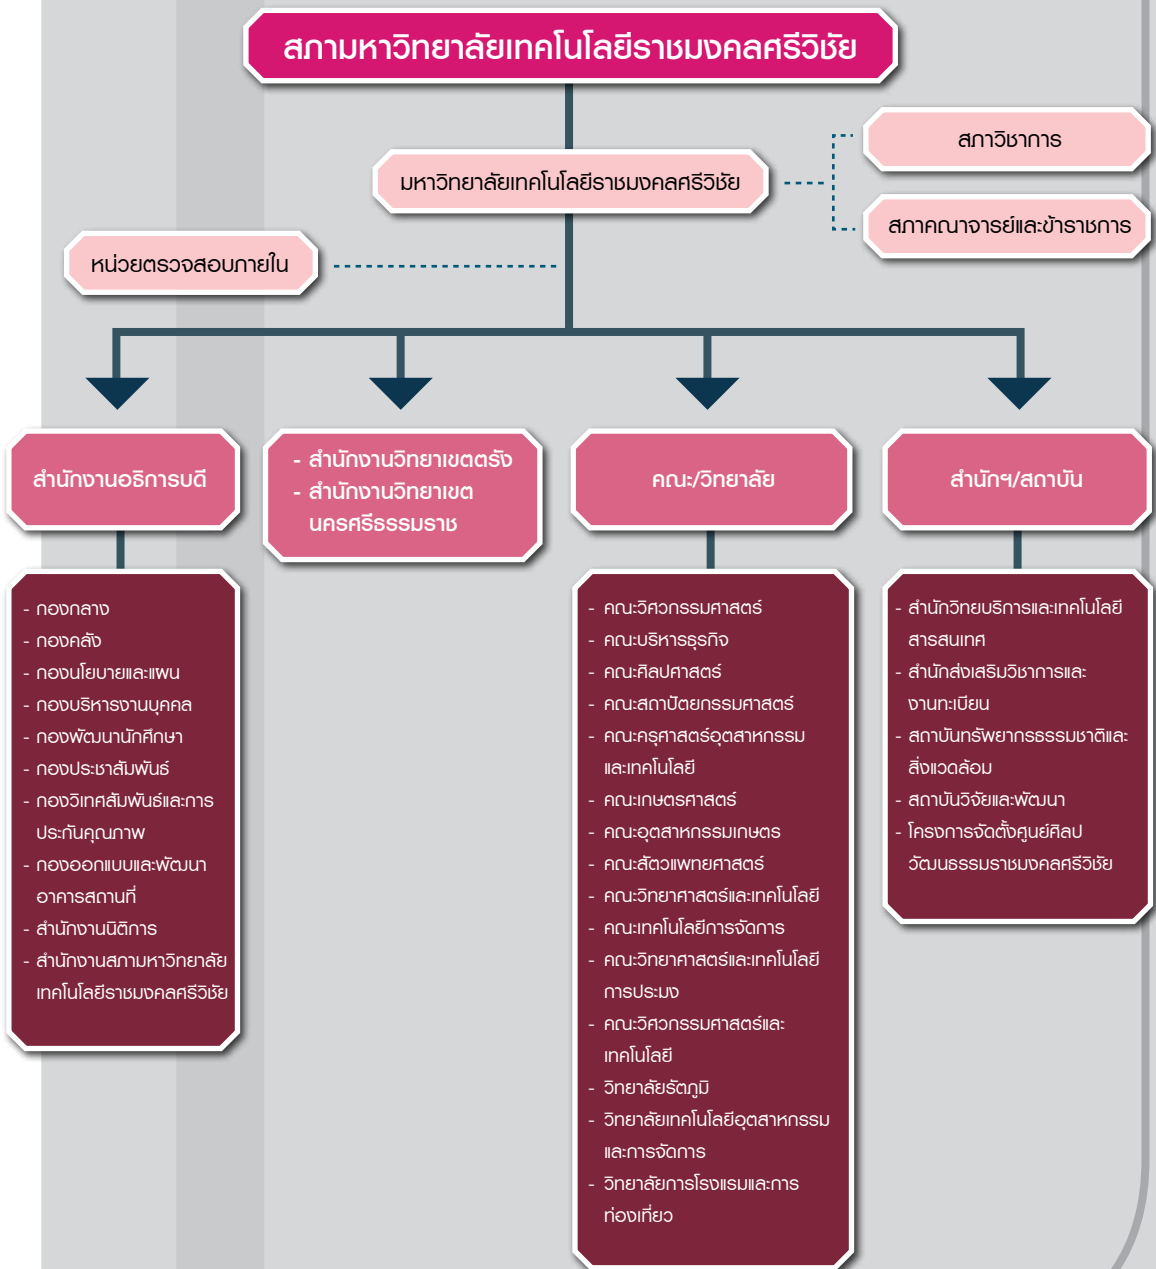 สภามหาวิทยาลัยเทคโนโลยีราชมงคลศรีวิชัย
มหาวิทยาลัยเทคโนโลยีราชมงคลศรีวิชัย
สภาวิชาการ
สภาคณาจารย์และข้าราชการ
หน่วยตรวจสอบภายใน
สำนักงานอธิการบดี
- กองกลาง
- กองคลัง
- กองนโยบายและแผน
- กองบริหารงานบุคคล
- กองพัฒนานักศึกษา
- กองประชาสัมพันธ์
- กองวิเทศสัมพันธ์และการ
ประกันคุณภาพ
- กองออกแบบและพัฒนา
อาคารสถานที่
- สำนักงานนิติการ
- สำนักงานสภามหาวิทยาลัย
เทคโนโลยีราชมงคลศรีวิชัย
- สำนักงานวิทยาเขตตรัง
- สำนักงานวิทยาเขต
นครศรีธรรมราช
คณะ/วิทยาลัย
- คณะวิศวกรรมศาสตร์
- คณะบริหารธุรกิจ
- คณะศิลปศาสตร์
- คณะสถาปัตยกรรมศาสตร์
- คณะครุศาสตร์อุตสาหกรรม
และเทคโนโลยี
- คณะเกษตรศาสตร์
- คณะอุตสาหกรรมเกษตร
- คณะสัตวแพทยศาสตร์
- คณะวิทยาศาสตร์และเทคโนโลยี
- คณะเทคโนโลยีการจัดการ
- คณะวิทยาศาสตร์และเทคโนโลยี
การประมง
- คณะวิศวกรรมศาสตร์และ
เทคโนโลยี
- วิทยาลัยรัตภูมิ
- วิทยาลัยเทคโนโลยีอุตสาหกรรม
และการจัดการ
- วิทยาลัยการโรงแรมและการ
ท่องเที่ยว
สำนักฯ/สถาบัน
- สำนักวิทยบริการและเทคโนโลยี
สารสนเทศ
- สำนักส่งเสริมวิชาการและ
งานทะเบียน
- สถาบันทรัพยากรธรรมชาติและ
สิ่งแวดล้อม
- สถาบันวิจัยและพัฒนา
- โครงการจัดตั้งศูนย์ศิลป
วัฒนธรรมราชมงคลศรีวิชัย